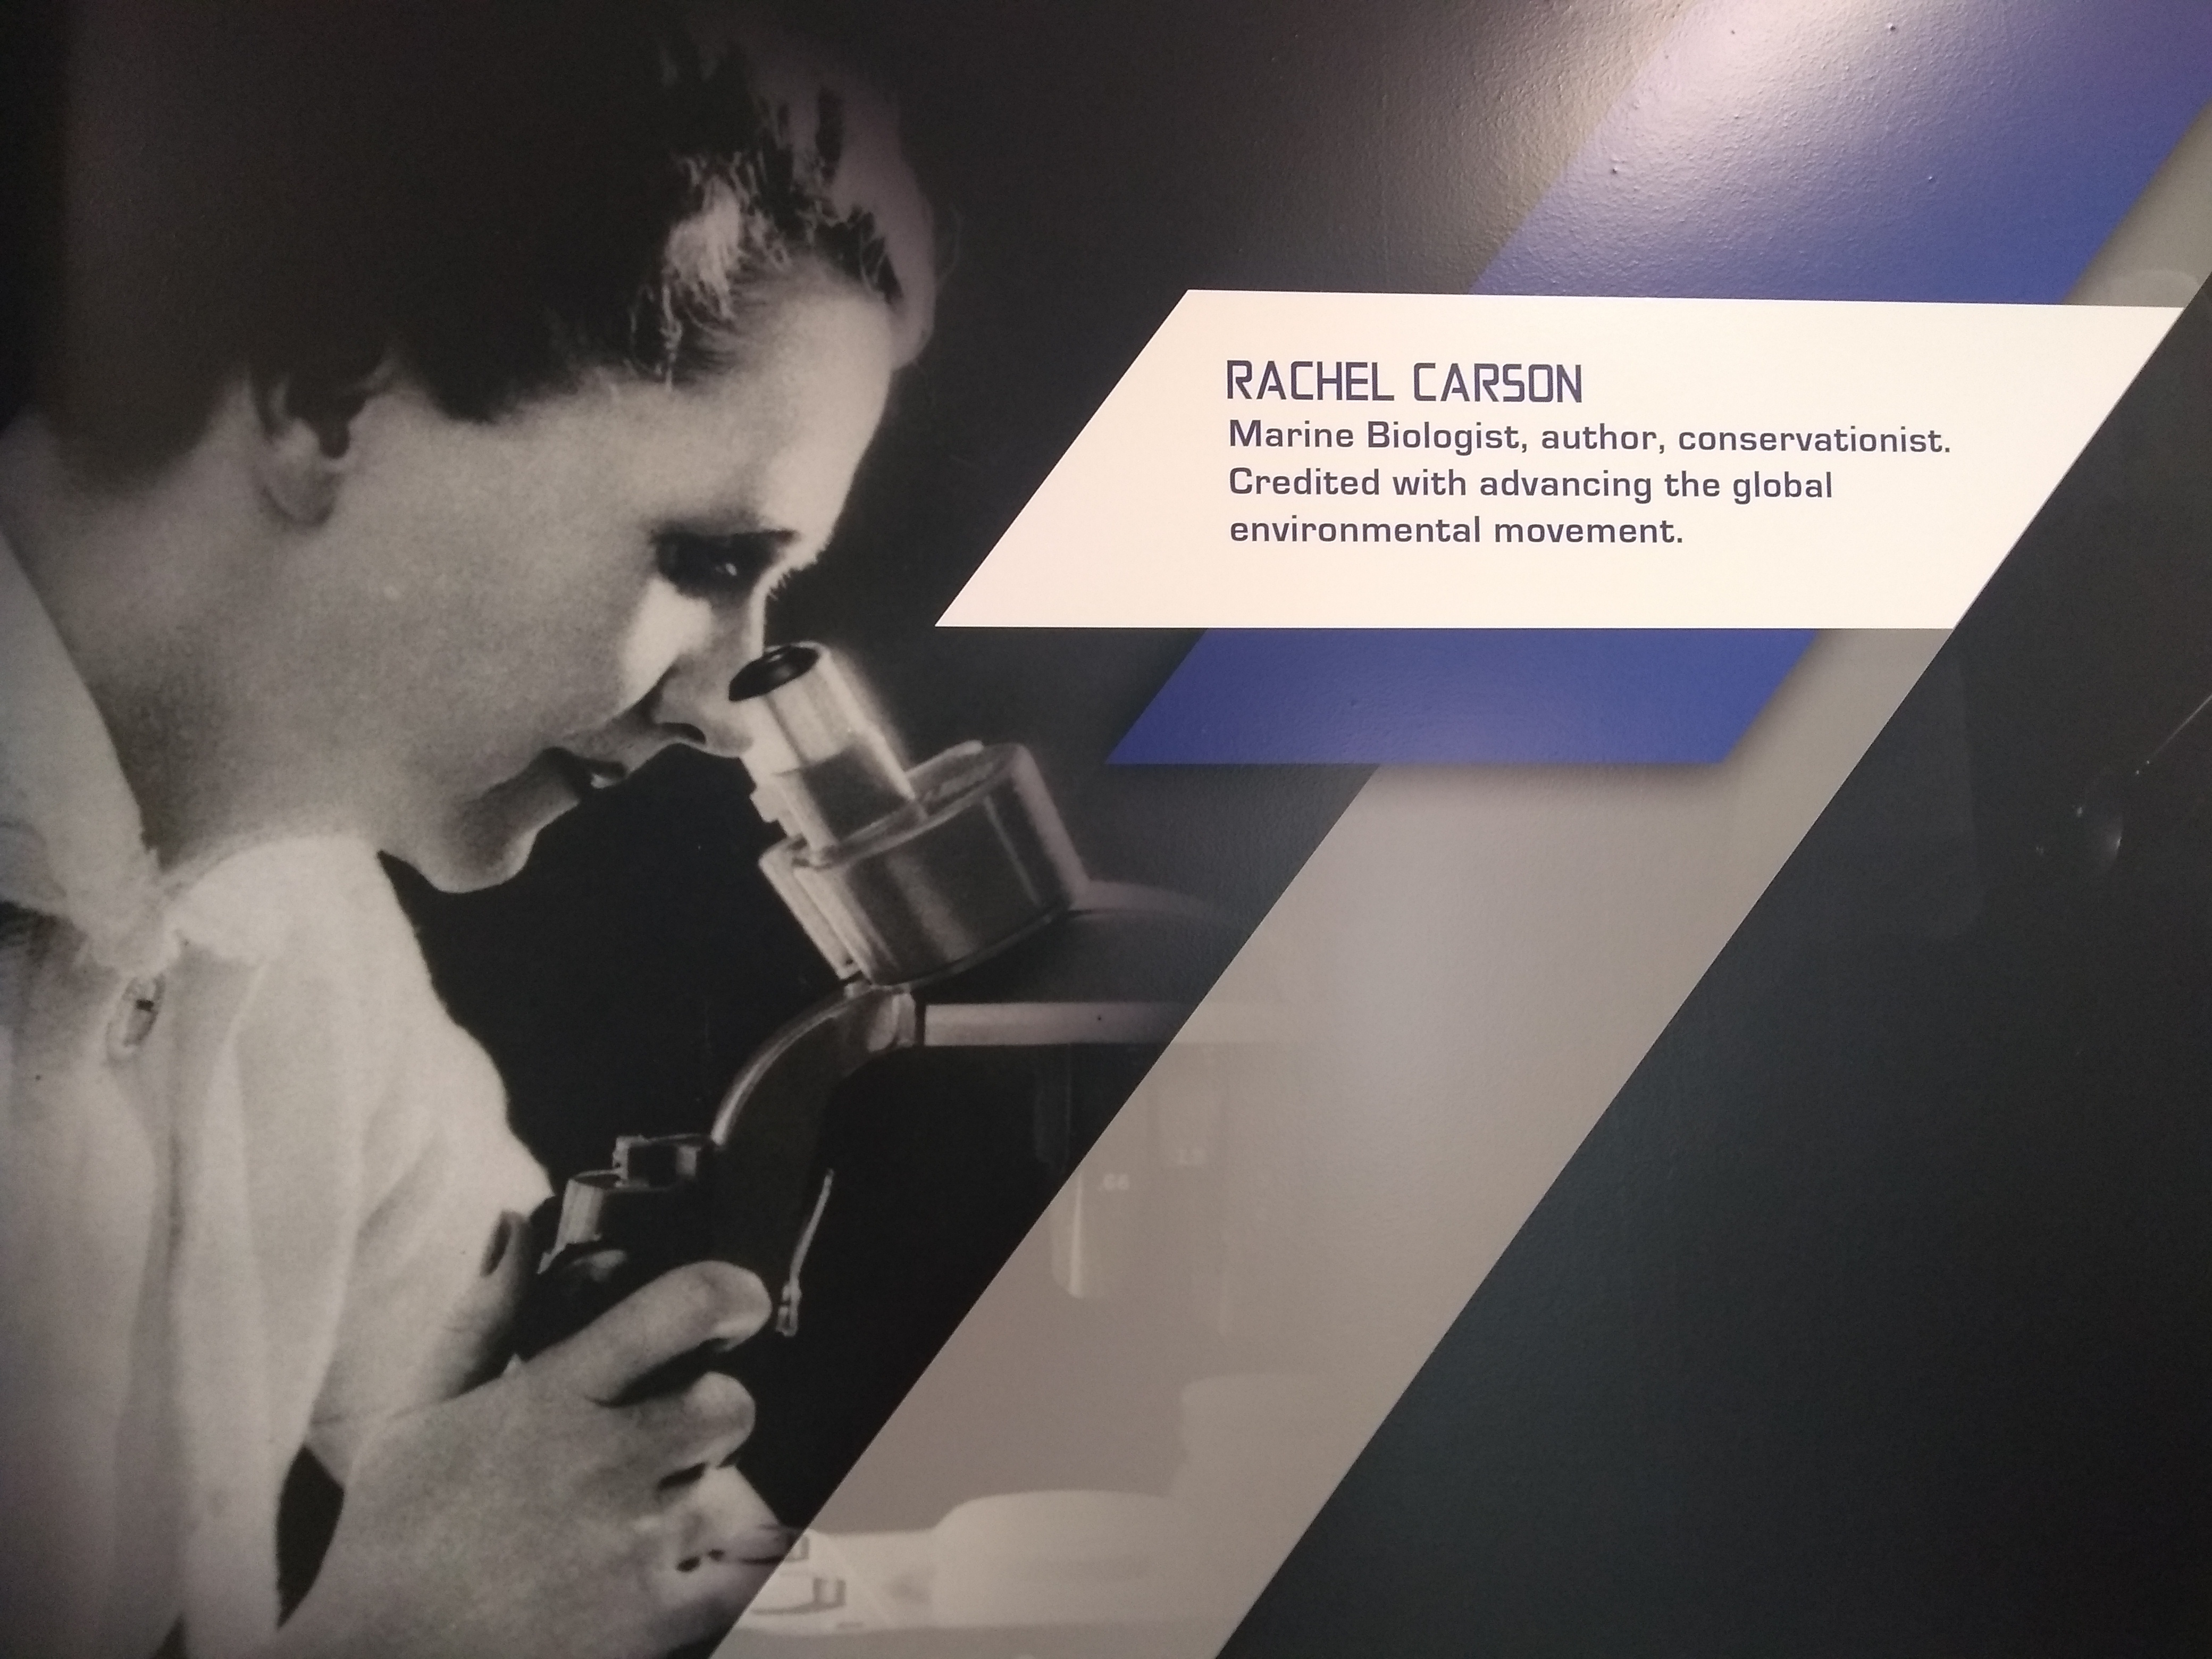 RACHEL CARSON
Marine Biologist, author, conservationist.
Credited with advancing the global
environmental movement.